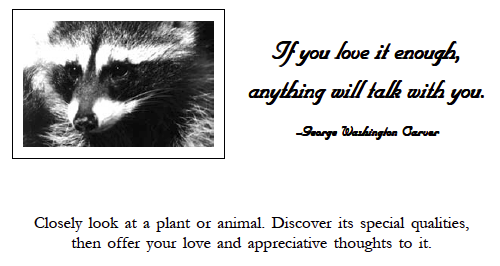 If you love it enough,
anything will talk with you.
--George Washington Carver
Closely look at a plant or animal. Discover its special qualities,
then offer your love and appreciative thoughts to it.